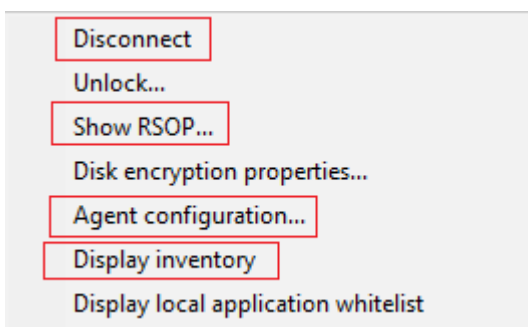 Disconnect
Unlock...
Show RSOP...
Disk encryption properties...
Agent configuration...
Display inventory
Display local application whitelist